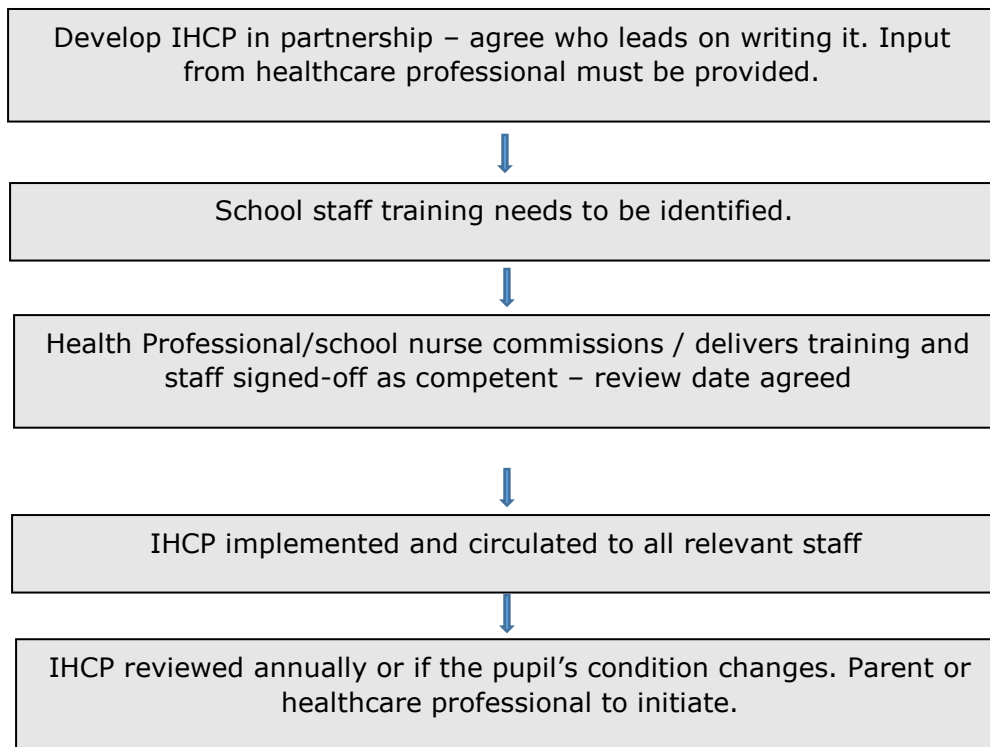 Develop IHCP in partnership – agree who leads on writing it. Input
from healthcare professional must be provided.
School staff training needs to be identified.
Health Professional/school nurse commissions / delivers training and
staff signed-off as competent – review date agreed
IHCP implemented and circulated to all relevant staff
IHCP reviewed annually or if the pupil’s condition changes. Parent or
healthcare professional to initiate.